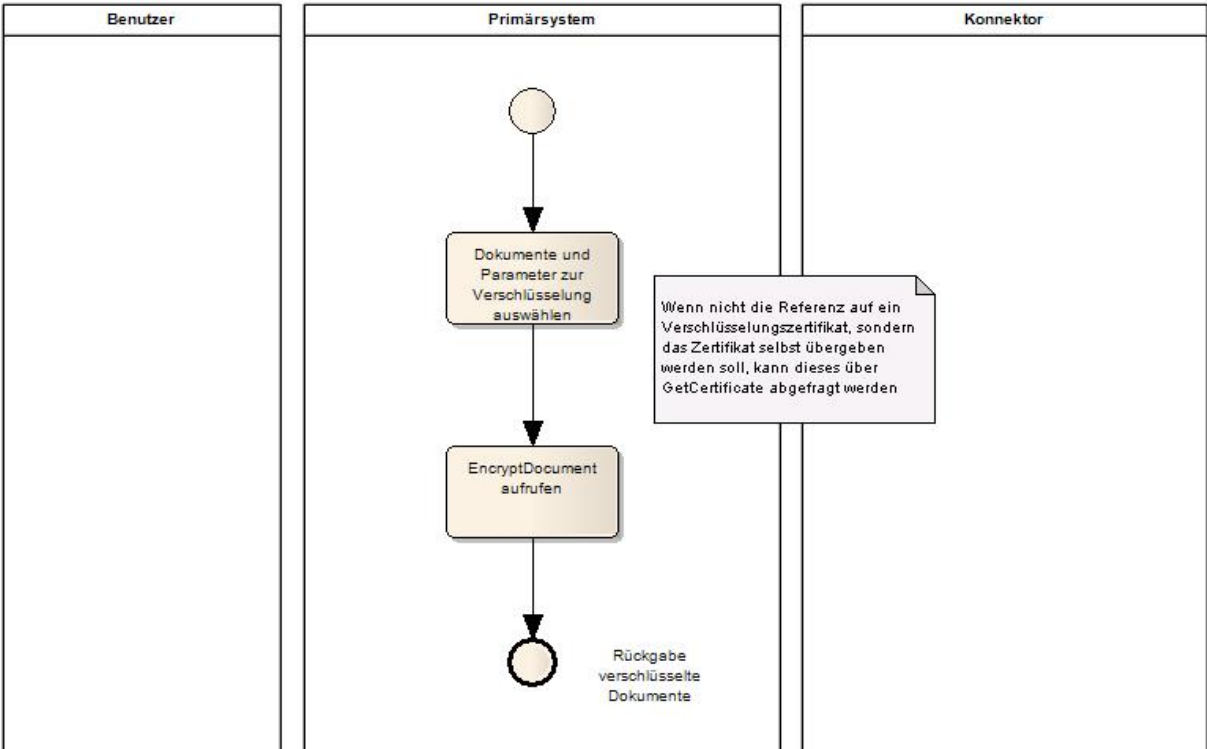 Benutzer
Primärsystem
Konnektor
Dokumente und
Parameter zur
Verschlüsselung
auswählen
Wenn nicht die Referenz auf ein
Verschlüsselungszertifikat, sondern
das Zertifikat selbst übergeben
werden soll, kann dieses über
GetCertificate abgefragt werden
EncryptDocument
aufrufen
Rückgabe
verschlüsselte
Dokumente